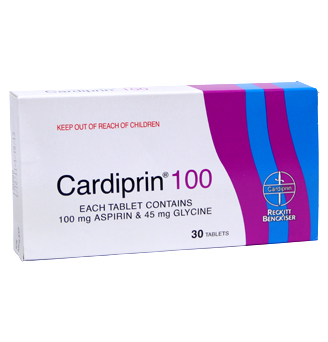 KEEP OUT OF REACH OF CHILDREN
Cardiprin® 100
EACH TABLET CONTAINS
100 mg ASPIRIN & 45 mg GLYCINE
30 TABLETS
Cardiprin
RECKITT
BENCKISER